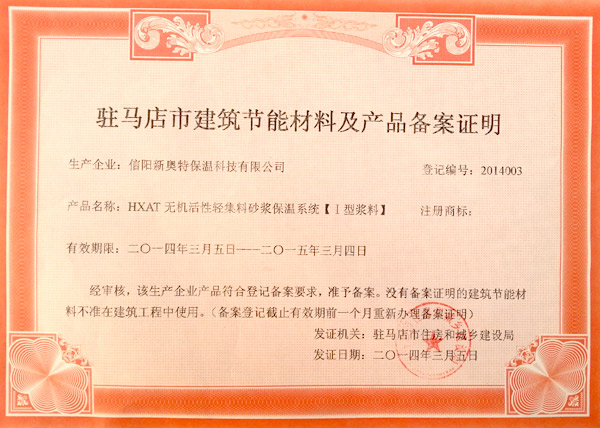 驻马店市建筑节能材料及产品备案证明
生产企业：信阳新奥特保温科技有限公司 登记编号：2014003
产品名称：HXAT 无机活性轻集料砂浆保温系统【Ⅰ型浆料】 注册商标：
有效期限：二〇一四年三月五日——二〇一五年三月四日
经审核，该生产企业产品符合登记备案要求，准予备案。没有备案证明的建筑节能材
料不准在建筑工程中使用。（备案登记截止有效期前一个月重新办理备案证明）
发证机关：驻马店市住房和城乡建设局
发证日期：二〇一四年三月五日